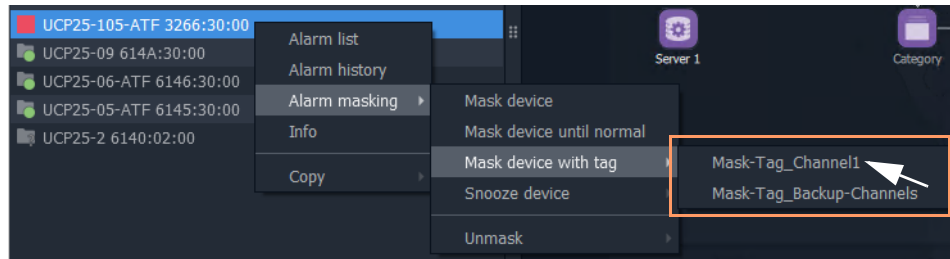 UCP25-105-ATF 3266:30:00
UCP25-09 614A:30:00
UCP25-06-ATF 6146:30:00
UCP25-05-ATF 6145:30:00
UCP25-2 6140:02:00
Alarm list
Alarm history
Alarm masking
Info
Copy
Mask device
Mask device until normal
Mask device with tag
Snooze device
Unmask
Mask-Tag_Channel1
Mask-Tag_Backup-Channels
Server 1
Category